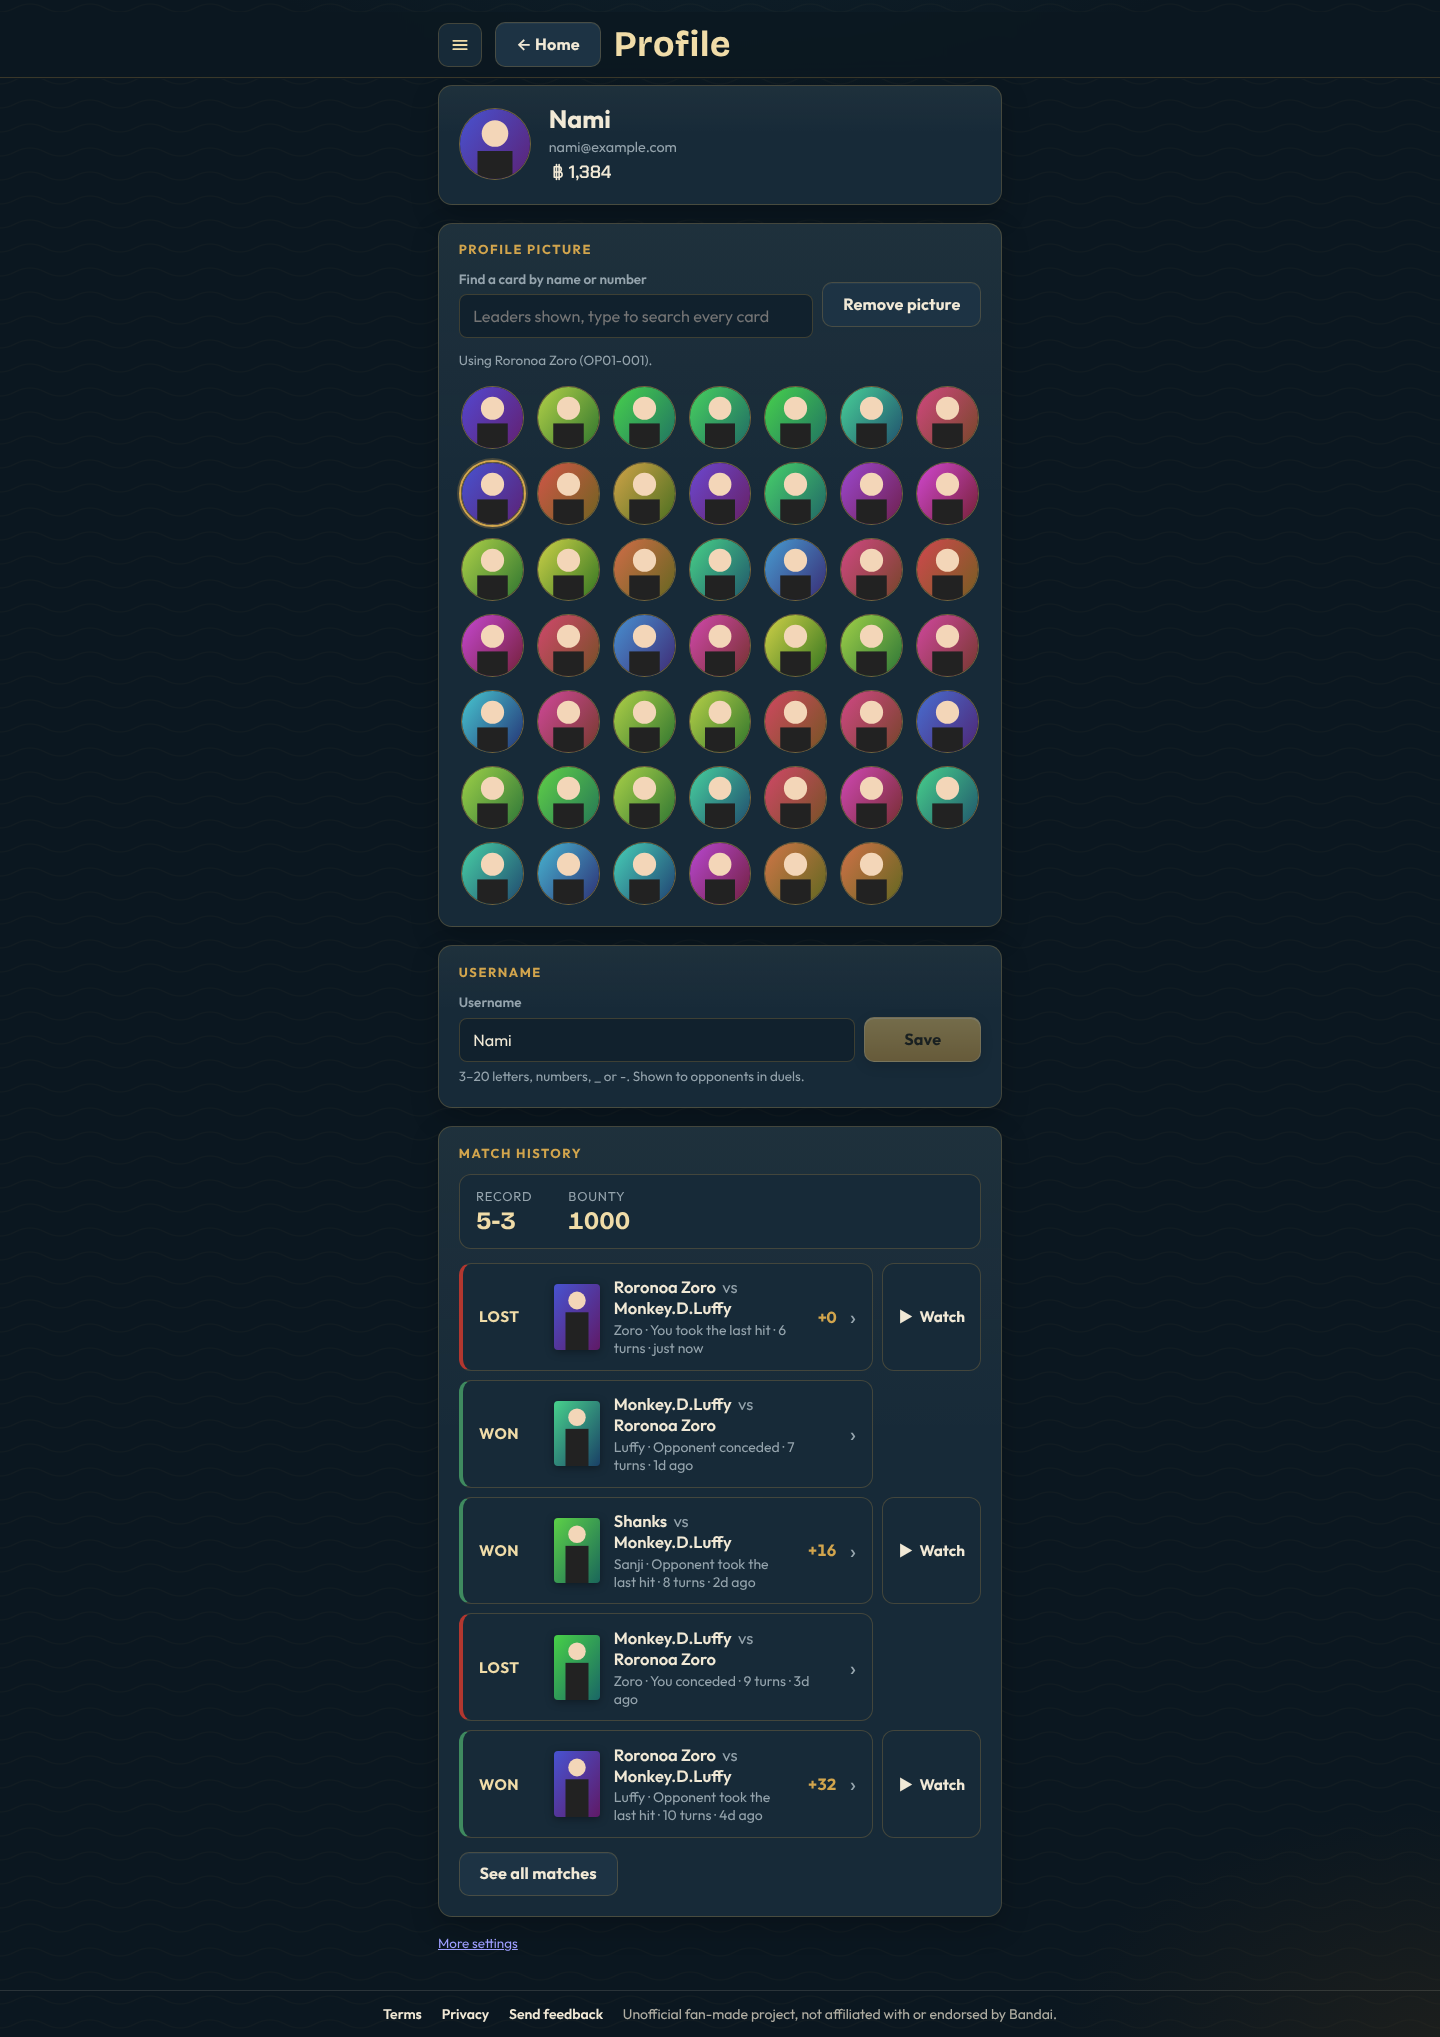 ← Home
Profile
Nami
nami@example.com
฿ 1,384
PROFILE PICTURE
Find a card by name or number
Leaders shown, type to search every card
Remove picture
Using Roronoa Zoro (OP01-001).
USERNAME
Username
Nami
Save
3–20 letters, numbers, _ or -. Shown to opponents in duels.
MATCH HISTORY
RECORD
5-3
BOUNTY
1000
LOST
Roronoa Zoro vs
Monkey.D.Luffy
Zoro · You took the last hit · 6
turns · just now
+0 ›
▶ Watch
WON
Monkey.D.Luffy vs
Roronoa Zoro
Luffy · Opponent conceded · 7
turns · 1d ago
›
WON
Shanks vs
Monkey.D.Luffy
Sanji · Opponent took the
last hit · 8 turns · 2d ago
+16 ›
▶ Watch
LOST
Monkey.D.Luffy vs
Roronoa Zoro
Zoro · You conceded · 9 turns · 3d
ago
›
WON
Roronoa Zoro vs
Monkey.D.Luffy
Luffy · Opponent took the
last hit · 10 turns · 4d ago
+32 ›
▶ Watch
See all matches
More settings
Terms Privacy Send feedback Unofficial fan-made project, not affiliated with or endorsed by Bandai.